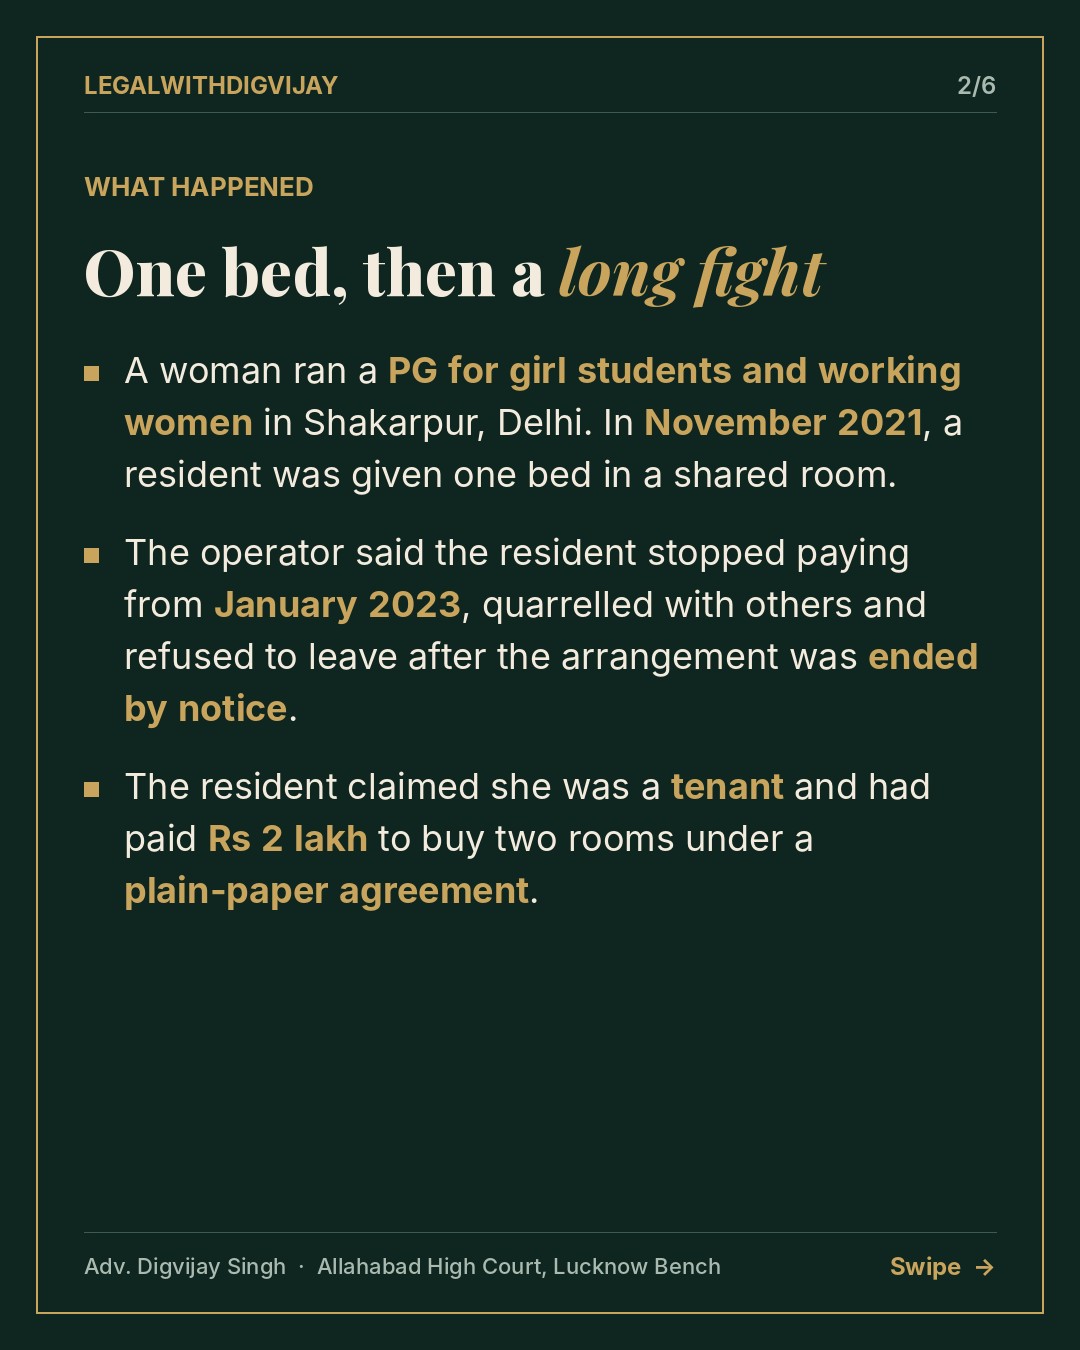 LEGALWITHDIGVIJAY
2/6
WHAT HAPPENED
One bed, then a long fight
A woman ran a PG for girl students and working
women in Shakarpur, Delhi. In November 2021, a
resident was given one bed in a shared room.
The operator said the resident stopped paying
from January 2023, quarrelled with others and
refused to leave after the arrangement was ended
by notice.
The resident claimed she was a tenant and had
paid Rs 2 lakh to buy two rooms under a
plain-paper agreement.
Adv. Digvijay Singh · Allahabad High Court, Lucknow Bench
Swipe →